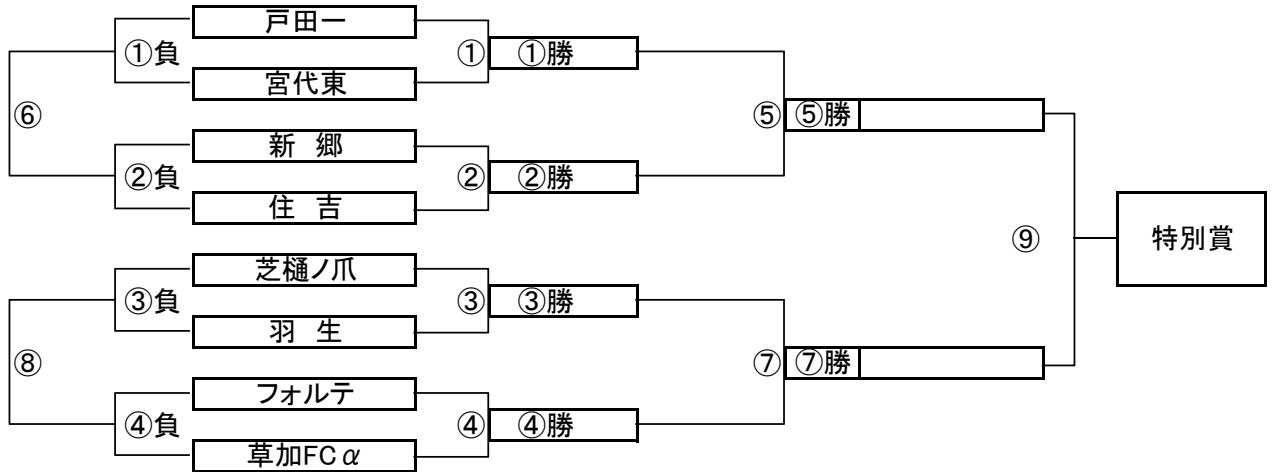 戸田一
①負 ① ①勝
宮代東
⑥ ⑤ ⑤勝
新 郷
②負 ② ②勝
住 吉
⑨ 特別賞
芝樋ノ爪
③負 ③ ③勝
羽 生
⑧ ⑦ ⑦勝
フォルテ
④負 ④ ④勝
草加FCα